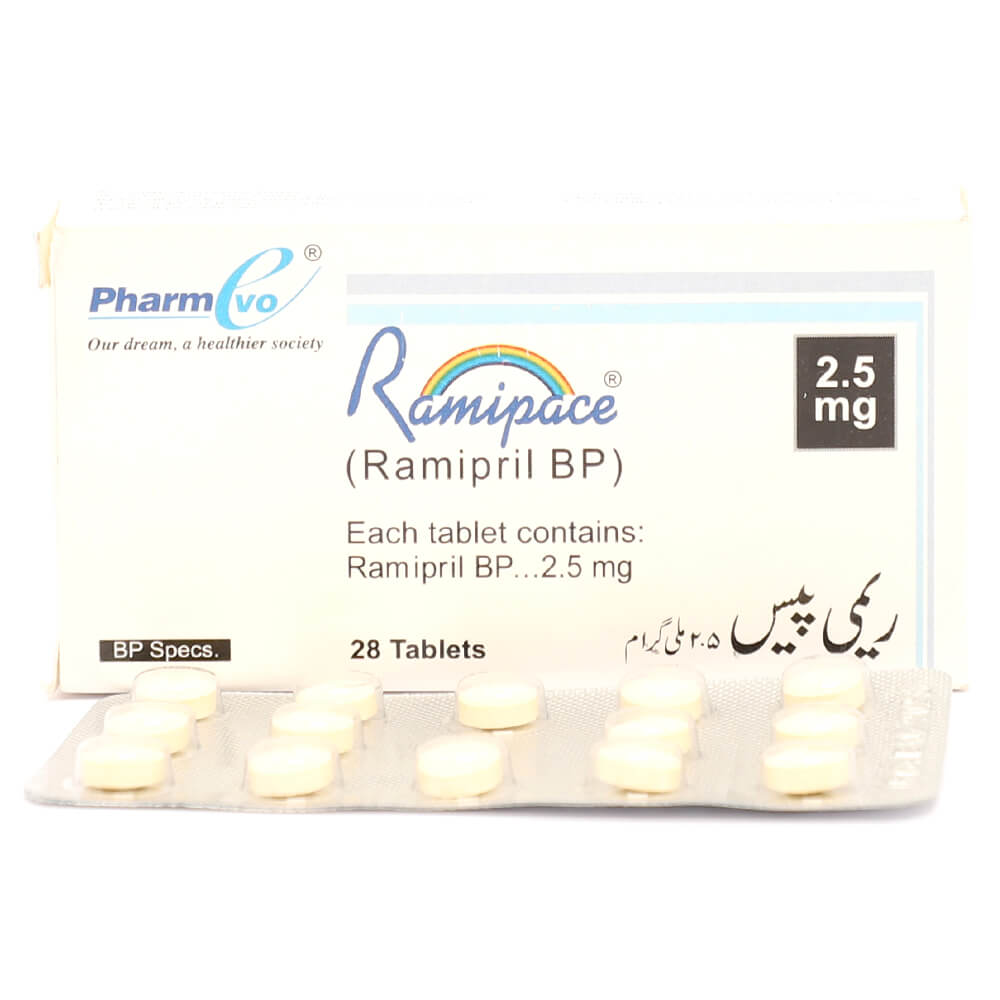 PharmEvo®
Our dream, a healthier society
Ramipace®
(Ramipril BP)
2.5
mg
Each tablet contains:
Ramipril BP...2.5 mg
ریمی پیس ۲.۵ ملی گرام
BP Specs.
28 Tablets